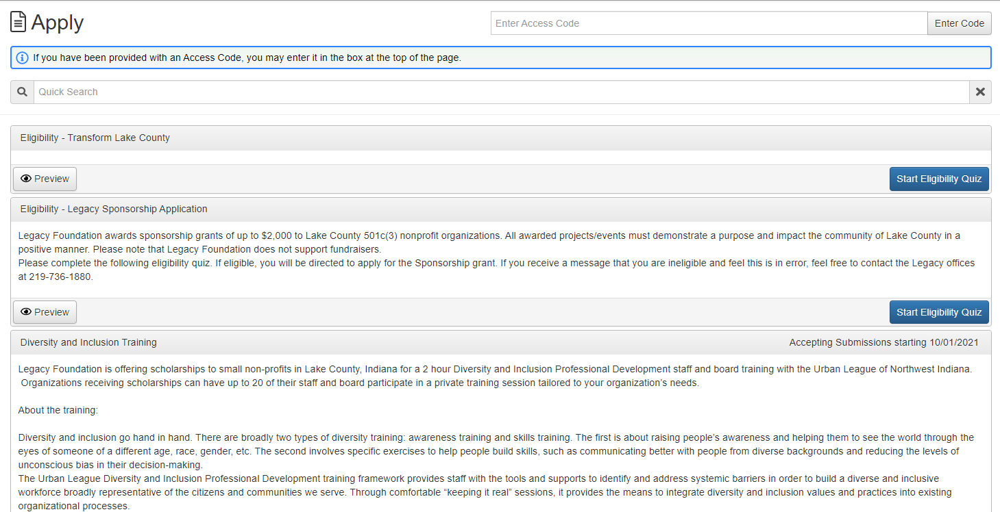 Apply
Enter Access Code
Enter Code
If you have been provided with an Access Code, you may enter it in the box at the top of the page.
Quick Search
Eligibility - Transform Lake County
Preview
Start Eligibility Quiz
Eligibility - Legacy Sponsorship Application
Legacy Foundation awards sponsorship grants of up to $2,000 to Lake County 501c(3) nonprofit organizations. All awarded projects/events must demonstrate a purpose and impact the community of Lake County in a
positive manner. Please note that Legacy Foundation does not support fundraisers.
Please complete the following eligibility quiz. If eligible, you will be directed to apply for the Sponsorship grant. If you receive a message that you are ineligible and feel this is in error, feel free to contact the Legacy offices
at 219-736-1880.
Preview
Start Eligibility Quiz
Diversity and Inclusion Training
Accepting Submissions starting 10/01/2021
Legacy Foundation is offering scholarships to small non-profits in Lake County, Indiana for a 2 hour Diversity and Inclusion Professional Development staff and board training with the Urban League of Northwest Indiana.
Organizations receiving scholarships can have up to 20 of their staff and board participate in a private training session tailored to your organization’s needs.
About the training:
Diversity and inclusion go hand in hand. There are broadly two types of diversity training: awareness training and skills training. The first is about raising people’s awareness and helping them to see the world through the
eyes of someone of a different age, race, gender, etc. The second involves specific exercises to help people build skills, such as communicating better with people from diverse backgrounds and reducing the levels of
unconscious bias in their decision-making.
The Urban League Diversity and Inclusion Professional Development training framework provides staff with the tools and supports to identify and address systemic barriers in order to build a diverse and inclusive
workforce broadly representative of the citizens and communities we serve. Through comfortable “keeping it real” sessions, it provides the means to integrate diversity and inclusion values and practices into existing
organizational processes.